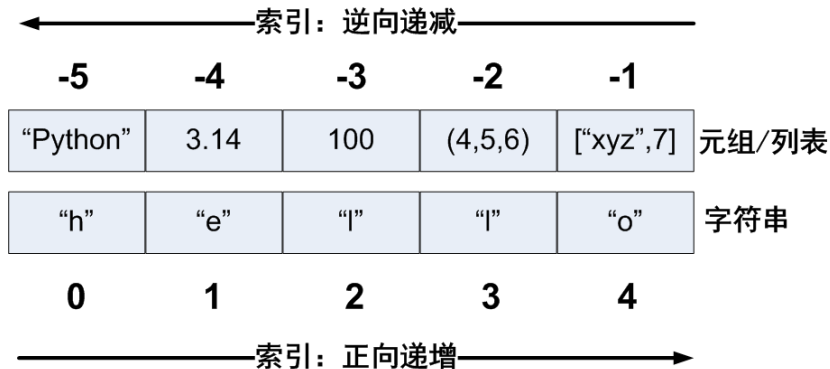 索引：逆向递减
-5 -4 -3 -2 -1
“Python” 3.14 100 (4,5,6) [“xyz”,7] 元组/列表
“h” “e” “l” “l” “o” 字符串
0 1 2 3 4
索引：正向递增